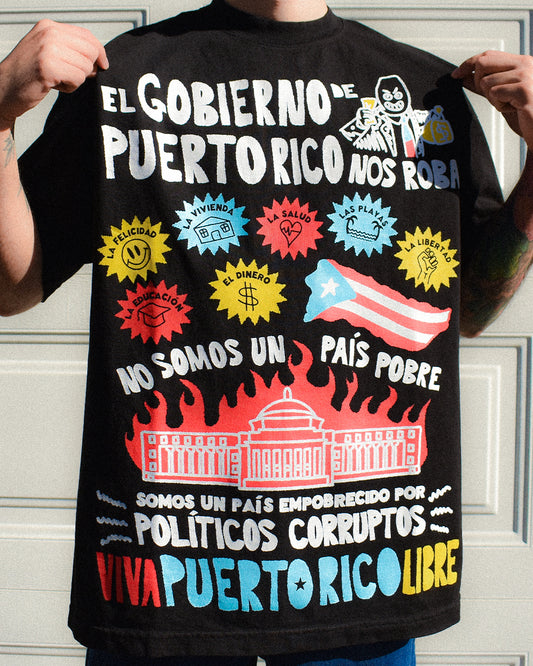 EL GOBIERNO DE
PUERTO RICO NOS ROBA
LA FELICIDAD
LA VIVIENDA
LA SALUD
LAS PLAYAS
LA LIBERTAD
LA EDUCACIÓN
EL DINERO
$
NO SOMOS UN PAÍS POBRE
SOMOS UN PAÍS EMPOBRECIDO POR
POLÍTICOS CORRUPTOS
VIVA PUERTO RICO LIBRE